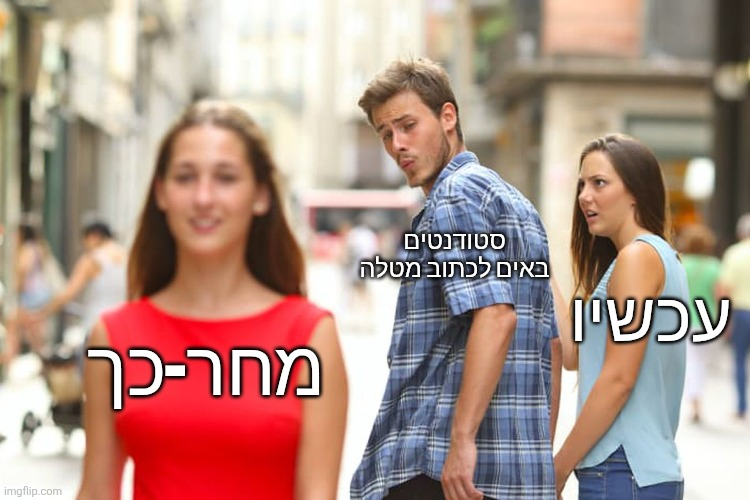 סטודנטים
באים לכתוב מטלה
עכשיו
מחר-כך
imgflip.com